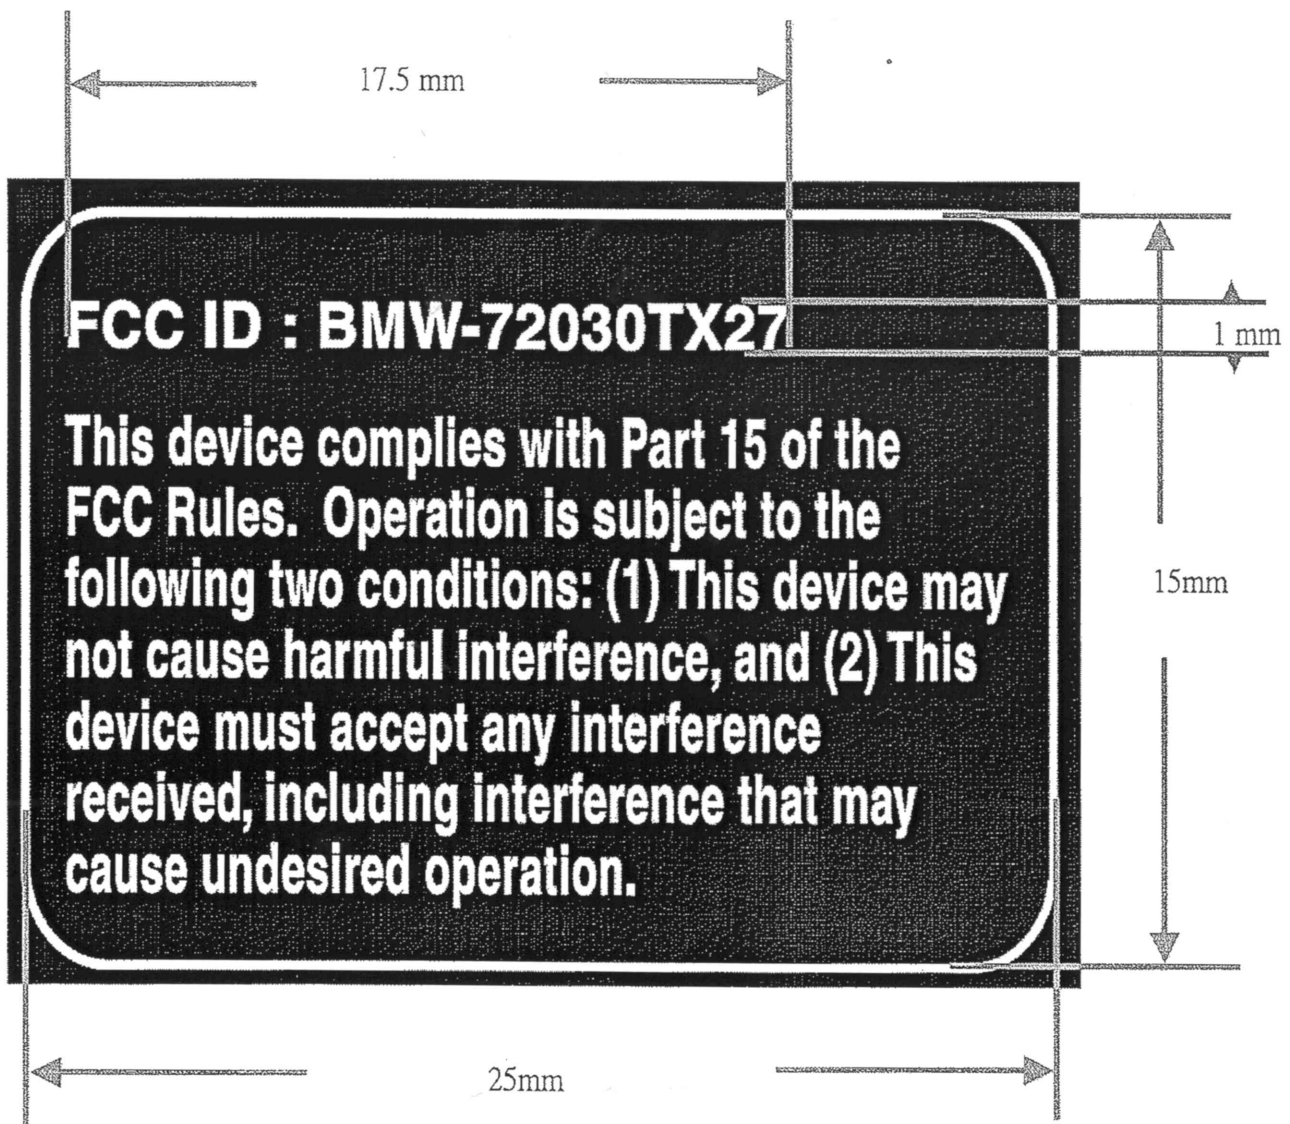 17.5 mm
FCC ID : BMW-72030TX27
1 mm
This device complies with Part 15 of the
FCC Rules.  Operation is subject to the
following two conditions: (1) This device may
not cause harmful interference, and (2) This
device must accept any interference
received, including interference that may
cause undesired operation.
15mm
25mm